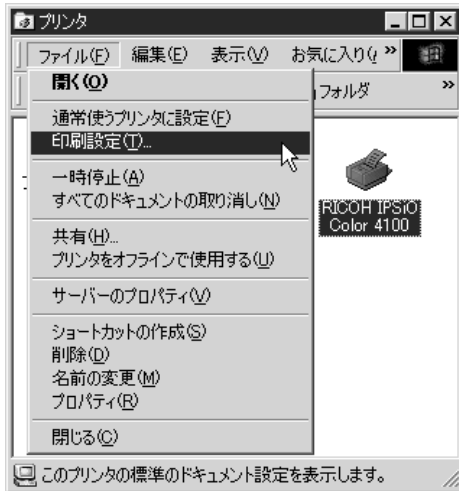 プリンタ
ファイル(F) 編集(E) 表示(V) お気に入り( »
フォルダ »
開く(O)
通常使うプリンタに設定(F)
印刷設定(T)...
一時停止(A)
すべてのドキュメントの取り消し(N)
共有(H)...
プリンタをオフラインで使用する(U)
サーバーのプロパティ(V)
ショートカットの作成(S)
削除(D)
名前の変更(M)
プロパティ(R)
閉じる(C)
RICOH IPSiO
Color 4100
このプリンタの標準のドキュメント設定を表示します。